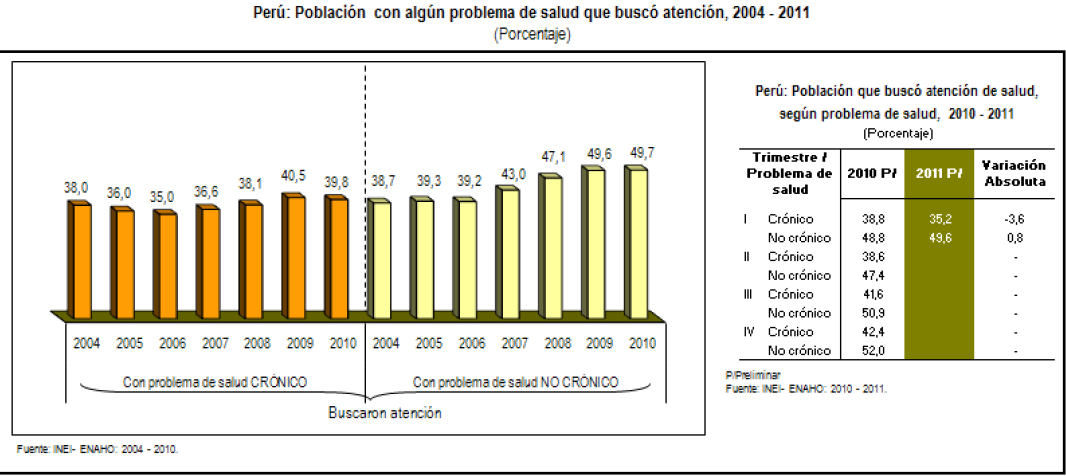 Perú: Población con algún problema de salud que buscó atención, 2004 - 2011
(Porcentaje)
38,0 36,0 35,0 36,6 38,1 40,5 39,8 38,7 39,3 39,2 43,0 47,1 49,6 49,7
2004 2005 2006 2007 2008 2009 2010 2004 2005 2006 2007 2008 2009 2010
Con problema de salud CRÓNICO Con problema de salud NO CRÓNICO
Buscaron atención
Fuente: INEI- ENAHO: 2004 - 2010.
Perú: Población que buscó atención de salud,
según problema de salud, 2010 - 2011
(Porcentaje)
Trimestre /
Problema de
salud
2010 P/ 2011 P/ Variación
Absoluta
I Crónico 38,8 35,2 -3,6
No crónico 48,8 49,6 0,8
II Crónico 38,6 -
No crónico 47,4 -
III Crónico 41,6 -
No crónico 50,9 -
IV Crónico 42,4 -
No crónico 52,0 -
P/Preliminar
Fuente: INEI- ENAHO: 2010 - 2011.